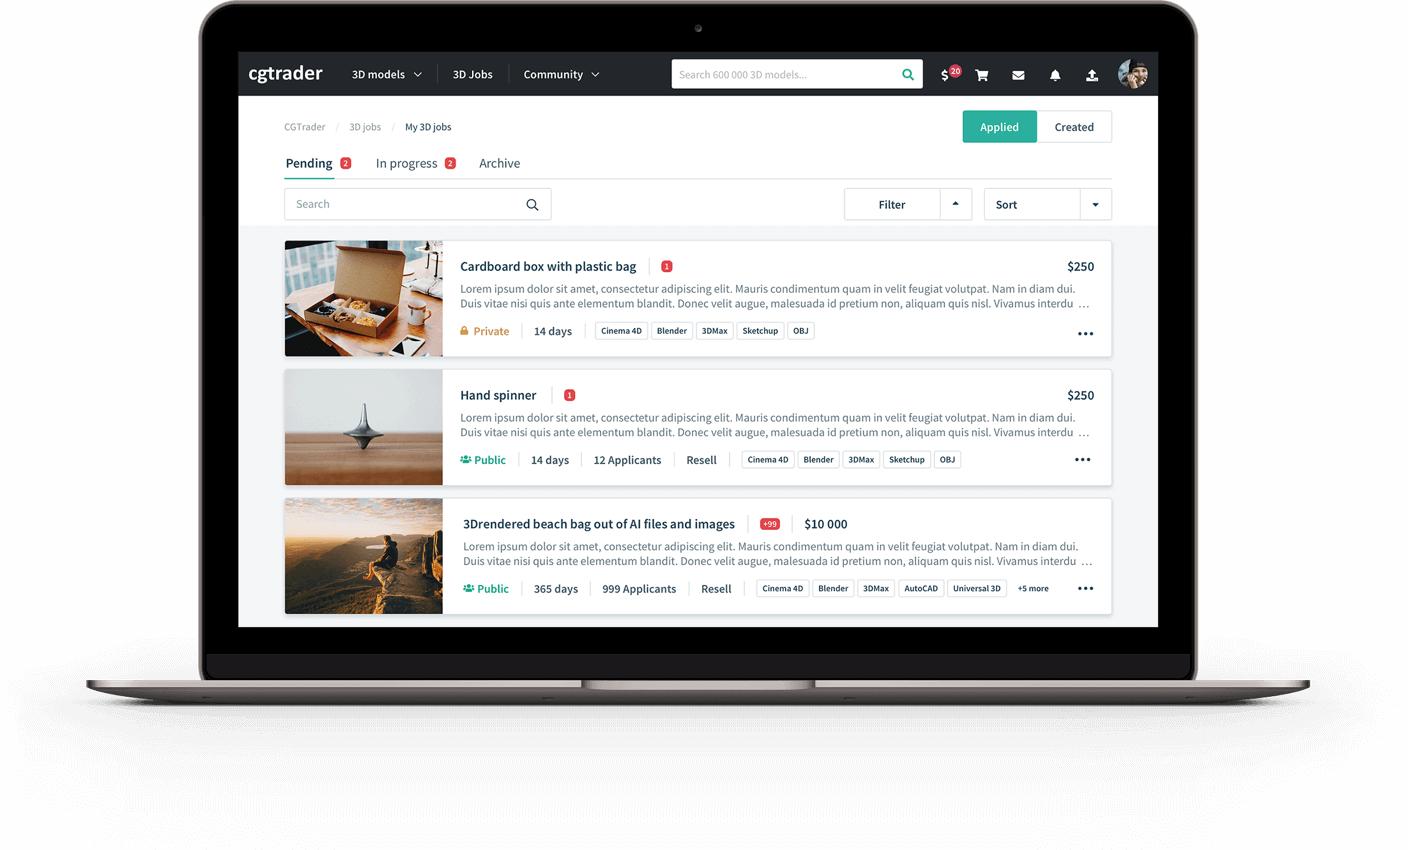 cgtrader 3D models 3D Jobs Community Search 600 000 3D models... $ 20
CGTrader / 3D jobs / My 3D jobs Applied Created
Pending 2 In progress 2 Archive
Search Filter Sort
Cardboard box with plastic bag 1 $250
Lorem ipsum dolor sit amet, consectetur adipiscing elit. Mauris condimentum quam in velit feugiat volutpat. Nam in diam dui.
Duis vitae nisi quis ante elementum blandit. Donec velit augue, malesuada id pretium non, aliquam quis nisl. Vivamus interdu ...
Private 14 days Cinema 4D Blender 3DMax Sketchup OBJ
Hand spinner 1 $250
Lorem ipsum dolor sit amet, consectetur adipiscing elit. Mauris condimentum quam in velit feugiat volutpat. Nam in diam dui.
Duis vitae nisi quis ante elementum blandit. Donec velit augue, malesuada id pretium non, aliquam quis nisl. Vivamus interdu ...
Public 14 days 12 Applicants Resell Cinema 4D Blender 3DMax Sketchup OBJ
3Drendered beach bag out of AI files and images +99 $10 000
Lorem ipsum dolor sit amet, consectetur adipiscing elit. Mauris condimentum quam in velit feugiat volutpat. Nam in diam dui.
Duis vitae nisi quis ante elementum blandit. Donec velit augue, malesuada id pretium non, aliquam quis nisl. Vivamus interdu ...
Public 365 days 999 Applicants Resell Cinema 4D Blender 3DMax AutoCAD Universal 3D +5 more